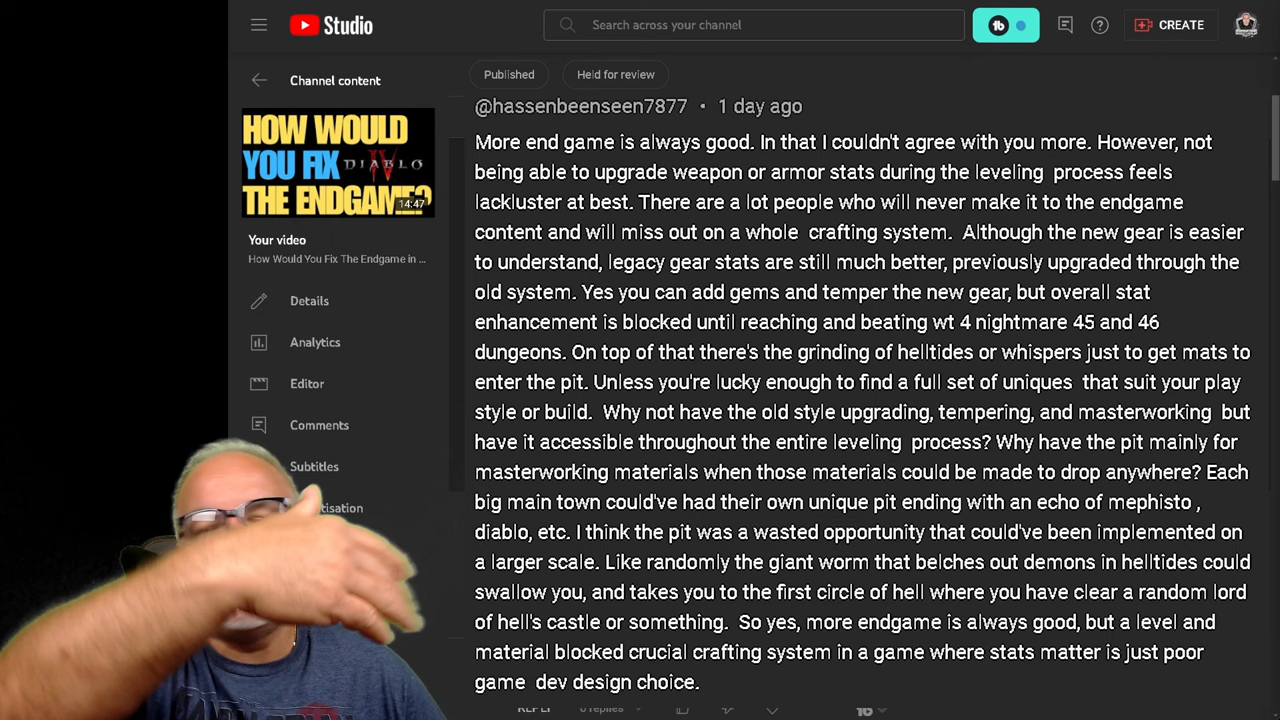 Studio
Search across your channel
CREATE
Channel content
Published
Held for review
HOW WOULD
YOU FIX DIABLO IV
THE ENDGAME?
14:47
Your video
How Would You Fix The Endgame in ...
Details
Analytics
Editor
Comments
Subtitles
tisation
@hassenbeenseen7877 • 1 day ago
More end game is always good. In that I couldn't agree with you more. However, not
being able to upgrade weapon or armor stats during the leveling process feels
lackluster at best. There are a lot people who will never make it to the endgame
content and will miss out on a whole crafting system. Although the new gear is easier
to understand, legacy gear stats are still much better, previously upgraded through the
old system. Yes you can add gems and temper the new gear, but overall stat
enhancement is blocked until reaching and beating wt 4 nightmare 45 and 46
dungeons. On top of that there's the grinding of helltides or whispers just to get mats to
enter the pit. Unless you're lucky enough to find a full set of uniques that suit your play
style or build. Why not have the old style upgrading, tempering, and masterworking but
have it accessible throughout the entire leveling process? Why have the pit mainly for
masterworking materials when those materials could be made to drop anywhere? Each
big main town could've had their own unique pit ending with an echo of mephisto ,
diablo, etc. I think the pit was a wasted opportunity that could've been implemented on
a larger scale. Like randomly the giant worm that belches out demons in helltides could
swallow you, and takes you to the first circle of hell where you have clear a random lord
of hell's castle or something. So yes, more endgame is always good, but a level and
material blocked crucial crafting system in a game where stats matter is just poor
game dev design choice.
REPLY